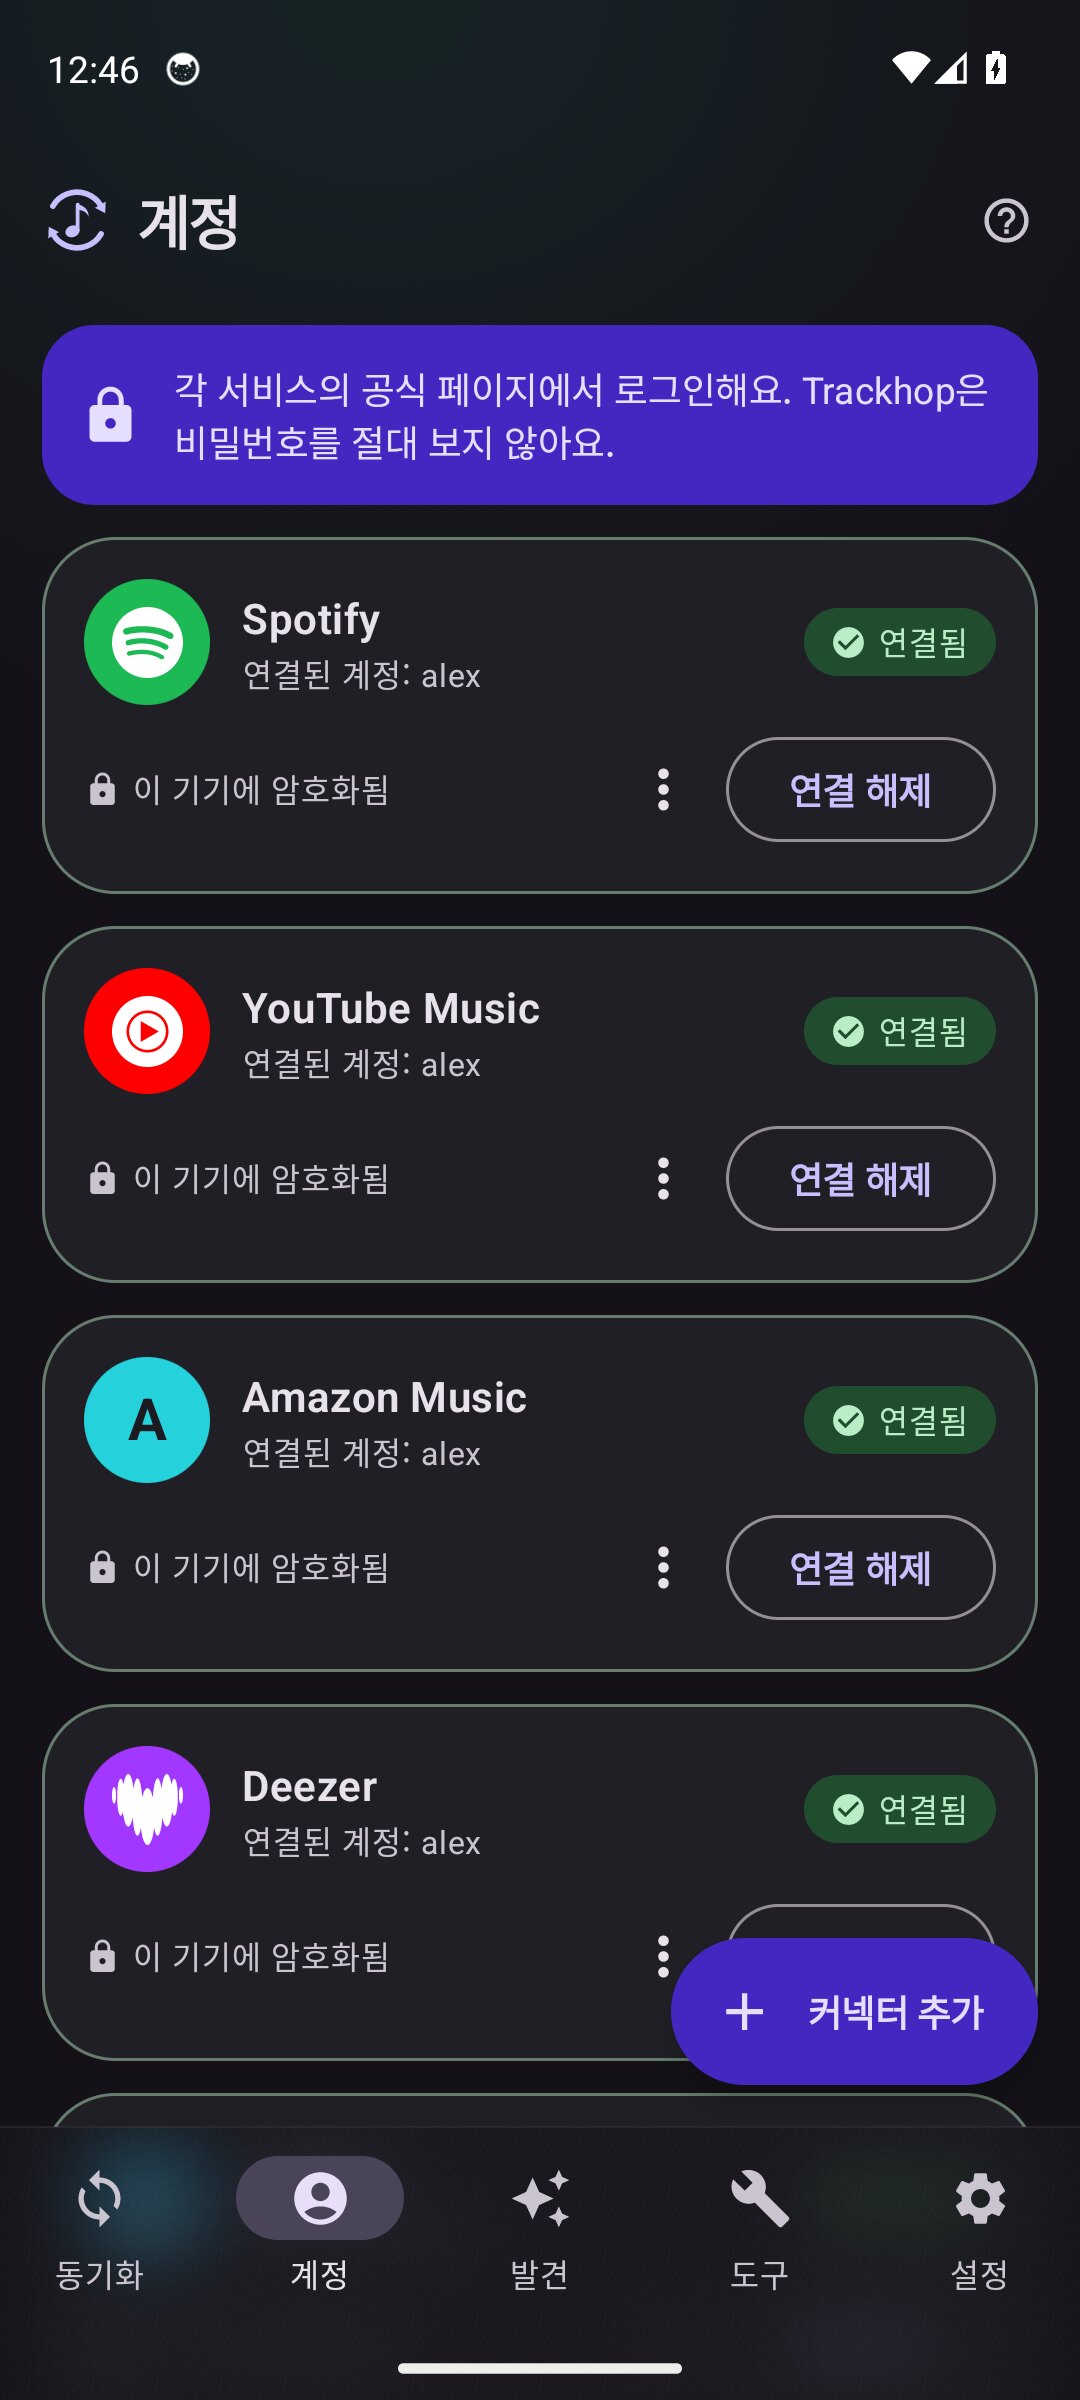 12:46
계정
각 서비스의 공식 페이지에서 로그인해요. Trackhop은
비밀번호를 절대 보지 않아요.
Spotify
연결된 계정: alex
연결됨
이 기기에 암호화됨
연결 해제
YouTube Music
연결된 계정: alex
연결됨
이 기기에 암호화됨
연결 해제
A
Amazon Music
연결된 계정: alex
연결됨
이 기기에 암호화됨
연결 해제
Deezer
연결된 계정: alex
연결됨
이 기기에 암호화됨
커넥터 추가
동기화
계정
발견
도구
설정